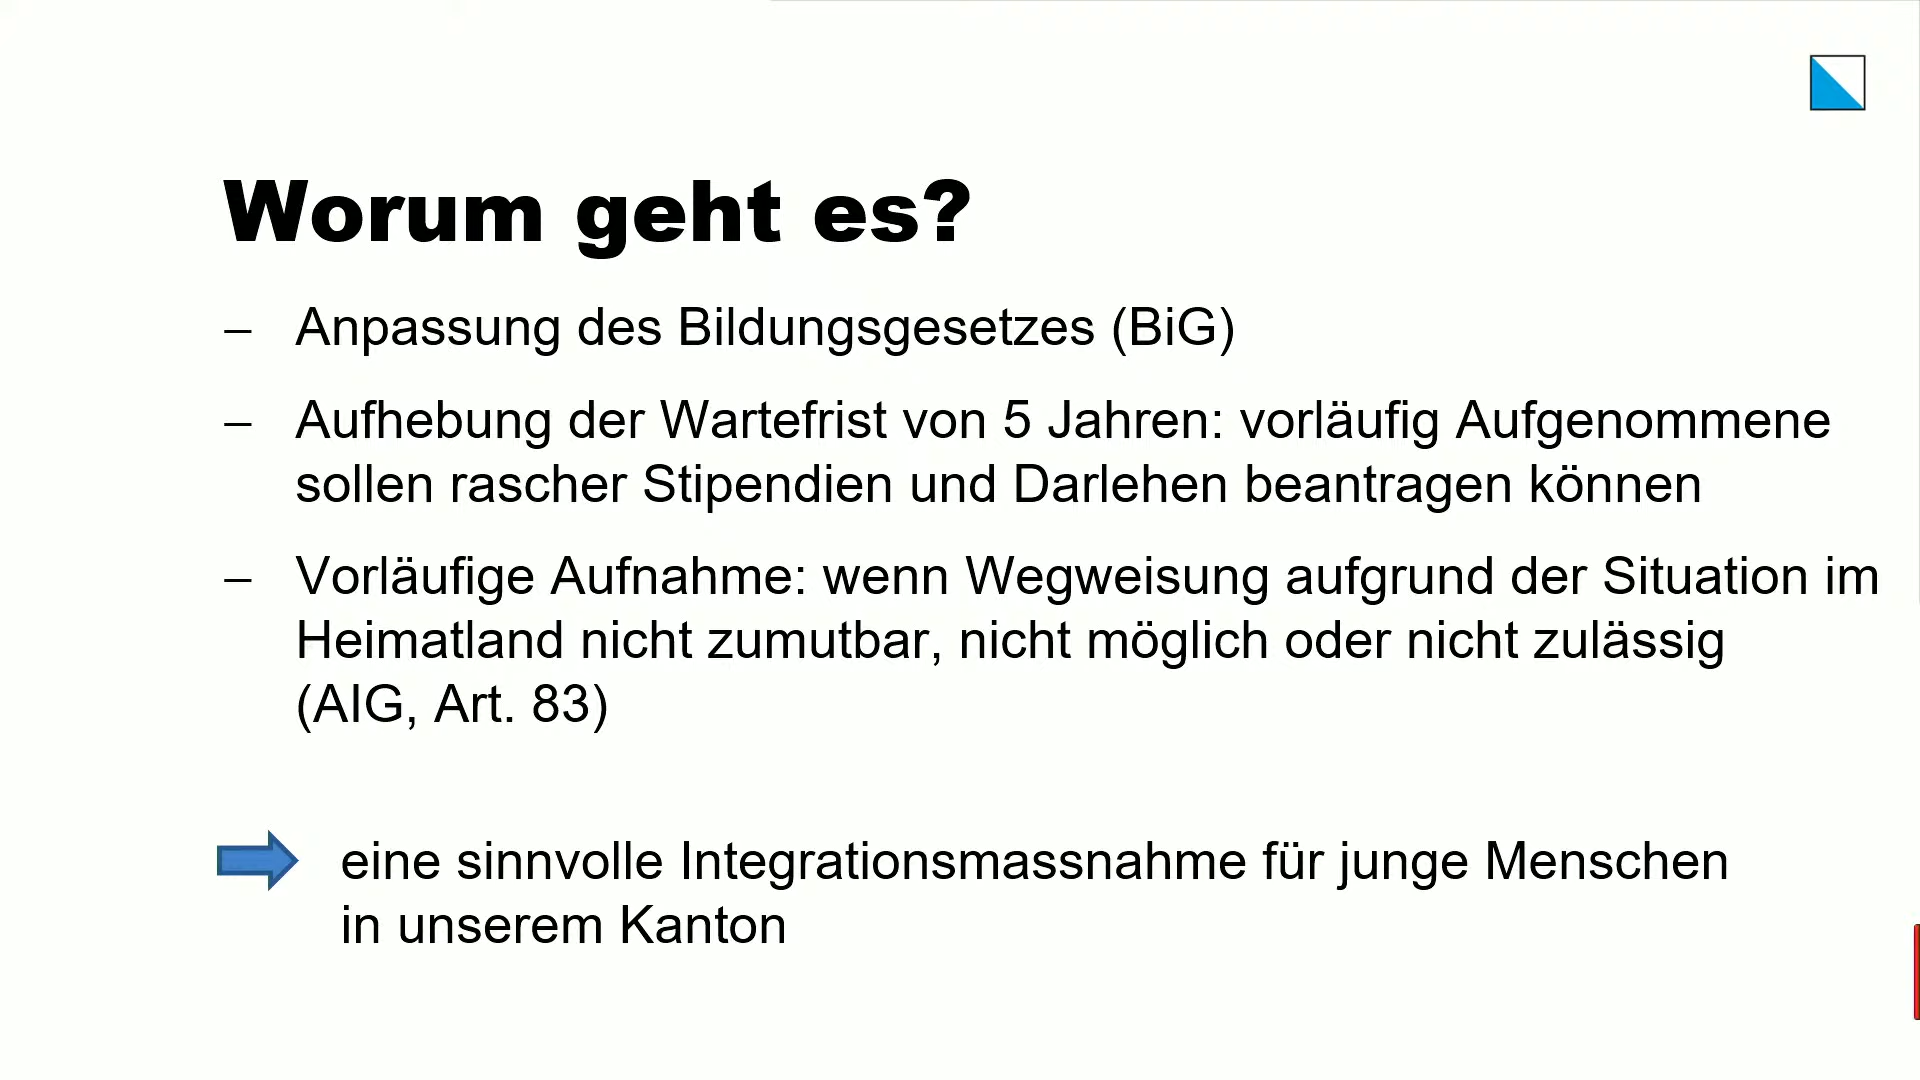 Worum geht es?
– Anpassung des Bildungsgesetzes (BiG)
– Aufhebung der Wartefrist von 5 Jahren: vorläufig Aufgenommene
sollen rascher Stipendien und Darlehen beantragen können
– Vorläufige Aufnahme: wenn Wegweisung aufgrund der Situation im
Heimatland nicht zumutbar, nicht möglich oder nicht zulässig
(AIG, Art. 83)
eine sinnvolle Integrationsmassnahme für junge Menschen
in unserem Kanton